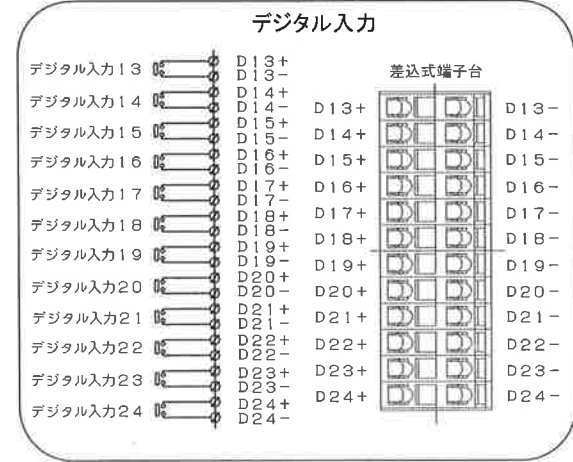 デジタル入力
デジタル入力13
D13+
D13-
デジタル入力14
D14+
D14-
デジタル入力15
D15+
D15-
デジタル入力16
D16+
D16-
デジタル入力17
D17+
D17-
デジタル入力18
D18+
D18-
デジタル入力19
D19+
D19-
デジタル入力20
D20+
D20-
デジタル入力21
D21+
D21-
デジタル入力22
D22+
D22-
デジタル入力23
D23+
D23-
デジタル入力24
D24+
D24-
差込式端子台
D13+ D13-
D14+ D14-
D15+ D15-
D16+ D16-
D17+ D17-
D18+ D18-
D19+ D19-
D20+ D20-
D21+ D21-
D22+ D22-
D23+ D23-
D24+ D24-